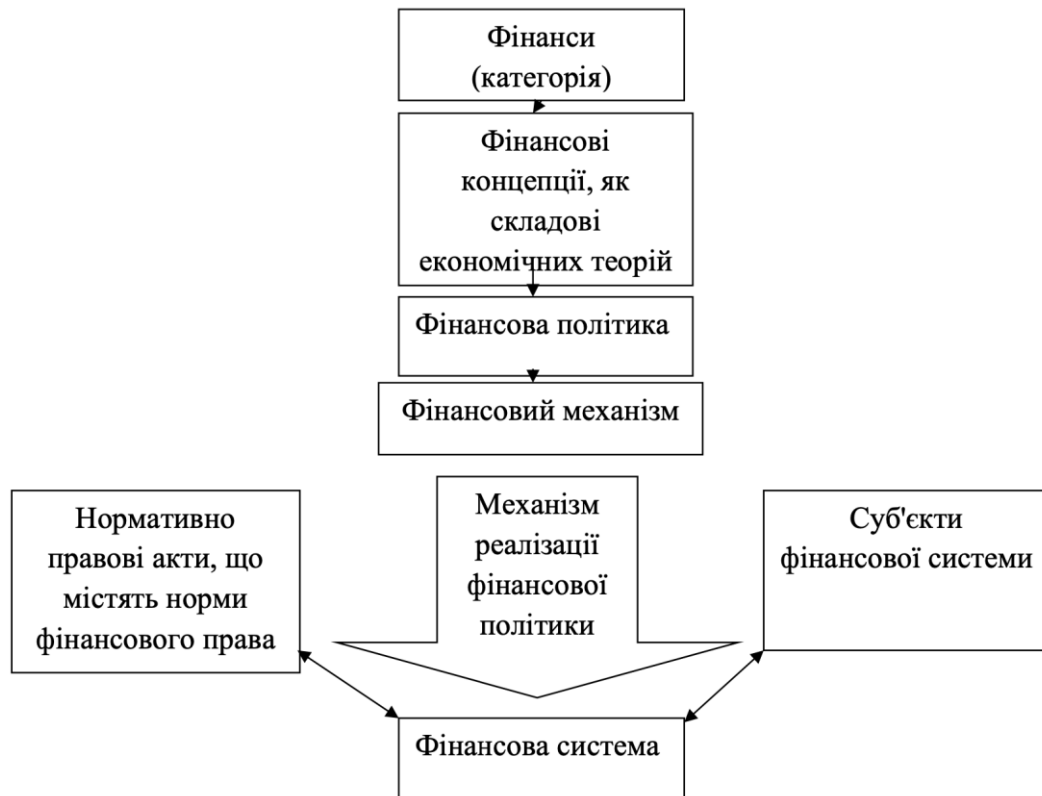 Фінанси
(категорія)
Фінансові
концепції, як
складові
економічних теорій
Фінансова політика
Фінансовий механізм
Нормативно
правові акти, що
містять норми
фінансового права
Механізм
реалізації
фінансової
політики
Суб'єкти
фінансової системи
Фінансова система